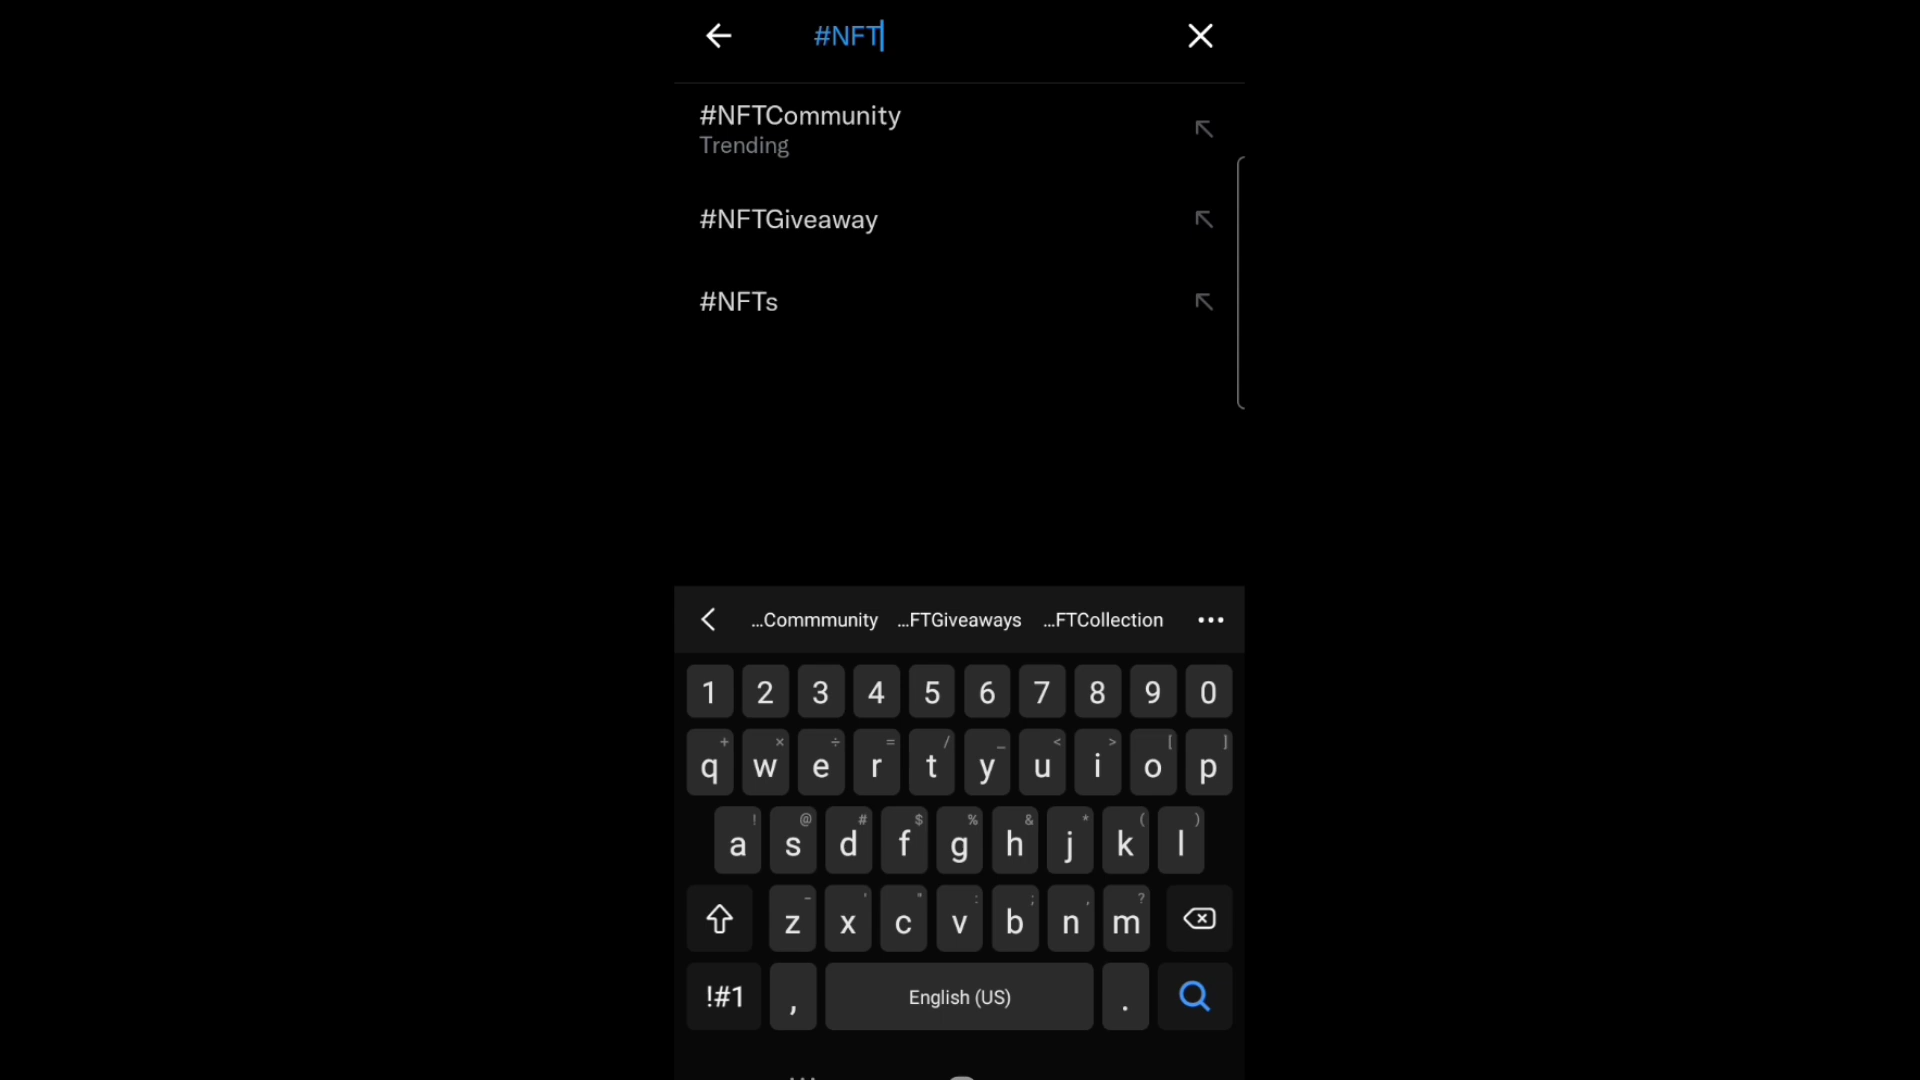 #NFT
#NFTCommunity
Trending
#NFTGiveaway
#NFTs
...Commmunity ...FTGiveaways ...FTCollection
1 2 3 4 5 6 7 8 9 0
+ × ÷ = / _ < > [ ]
q w e r t y u i o p
! @ # $ % & * ( )
a s d f g h j k l
- ' " : ; , ?
z x c v b n m
!#1 , English (US) .